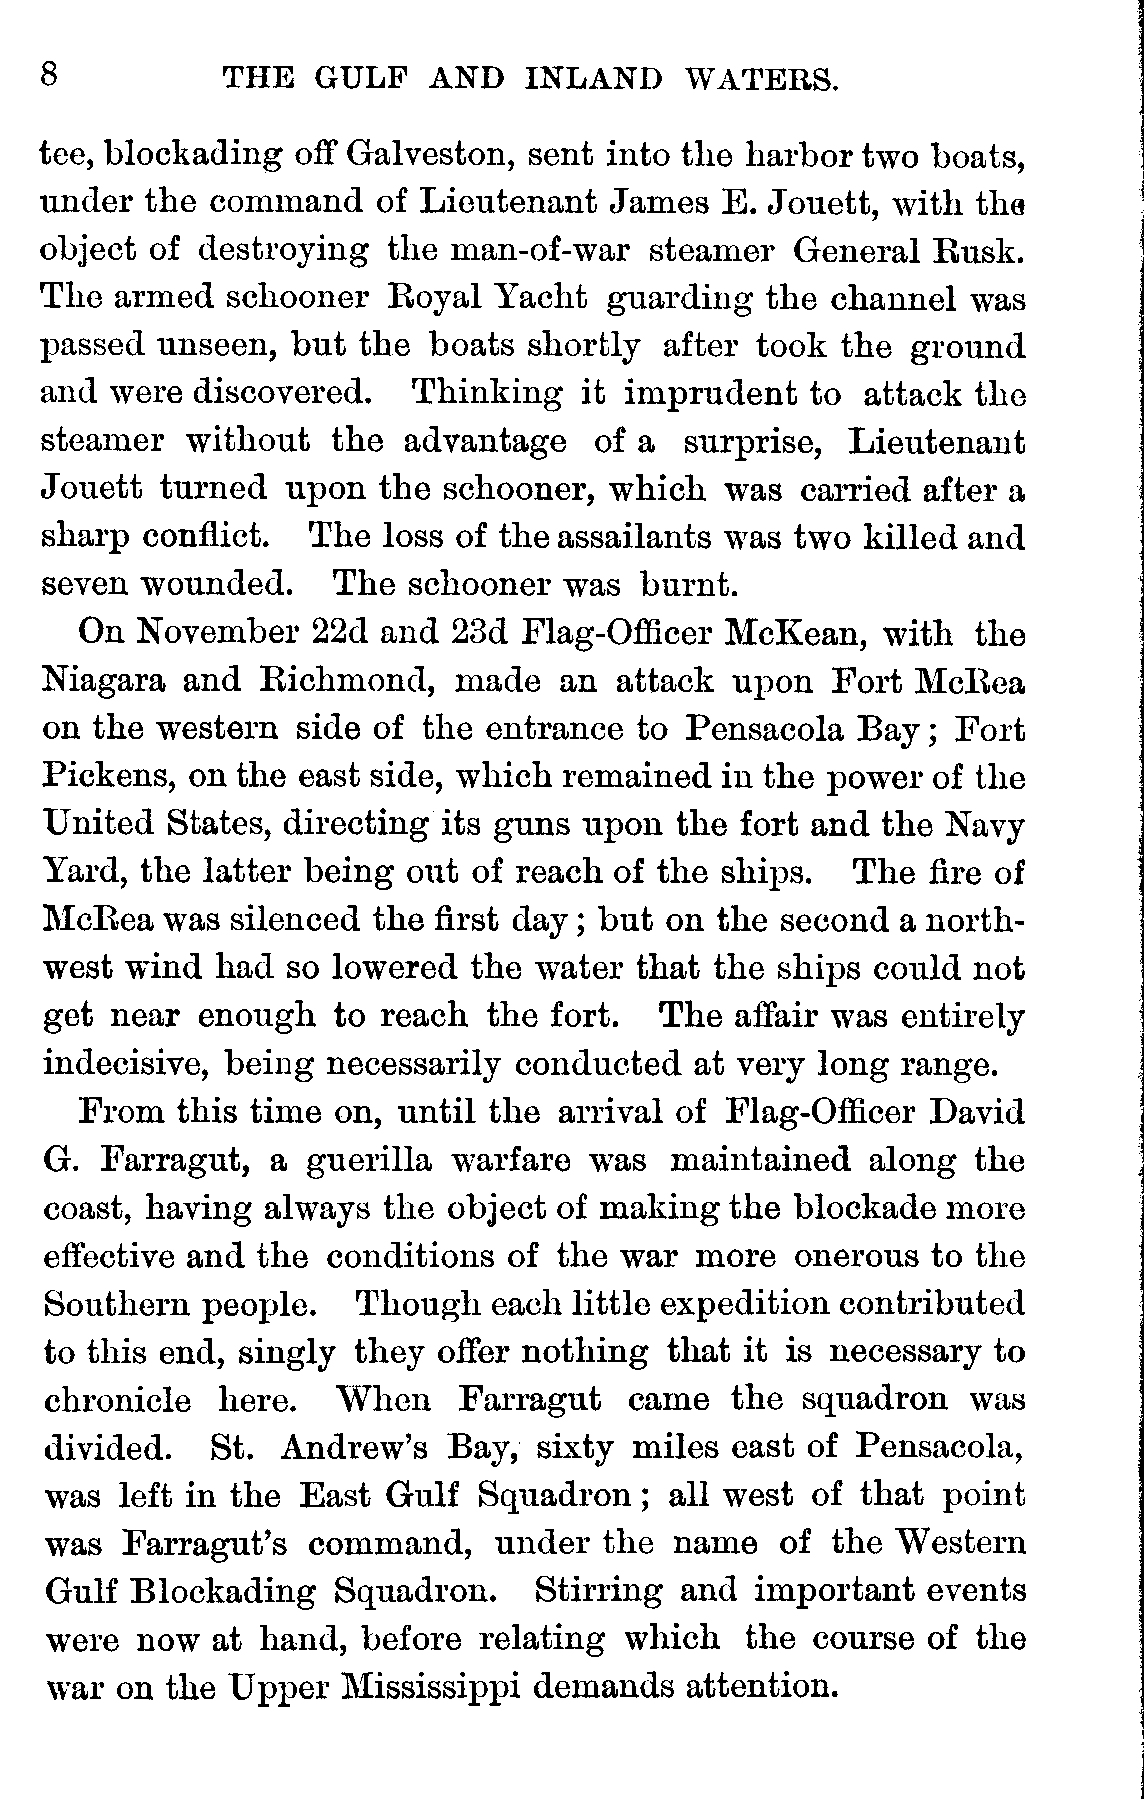 8 THE GULF AND INLAND WATERS.
tee, blockading off Galveston, sent into the harbor two boats,
under the command of Lieutenant James E. Jouett, with the
object of destroying the man-of-war steamer General Rusk.
The armed schooner Royal Yacht guarding the channel was
passed unseen, but the boats shortly after took the ground
and were discovered. Thinking it imprudent to attack the
steamer without the advantage of a surprise, Lieutenant
Jouett turned upon the schooner, which was carried after a
sharp conflict. The loss of the assailants was two killed and
seven wounded. The schooner was burnt.
On November 22d and 23d Flag-Officer McKean, with the
Niagara and Richmond, made an attack upon Fort McRea
on the western side of the entrance to Pensacola Bay; Fort
Pickens, on the east side, which remained in the power of the
United States, directing its guns upon the fort and the Navy
Yard, the latter being out of reach of the ships. The fire of
McRea was silenced the first day; but on the second a north-
west wind had so lowered the water that the ships could not
get near enough to reach the fort. The affair was entirely
indecisive, being necessarily conducted at very long range.
From this time on, until the arrival of Flag-Officer David
G. Farragut, a guerilla warfare was maintained along the
coast, having always the object of making the blockade more
effective and the conditions of the war more onerous to the
Southern people. Though each little expedition contributed
to this end, singly they offer nothing that it is necessary to
chronicle here. When Farragut came the squadron was
divided. St. Andrew's Bay, sixty miles east of Pensacola,
was left in the East Gulf Squadron; all west of that point
was Farragut's command, under the name of the Western
Gulf Blockading Squadron. Stirring and important events
were now at hand, before relating which the course of the
war on the Upper Mississippi demands attention.